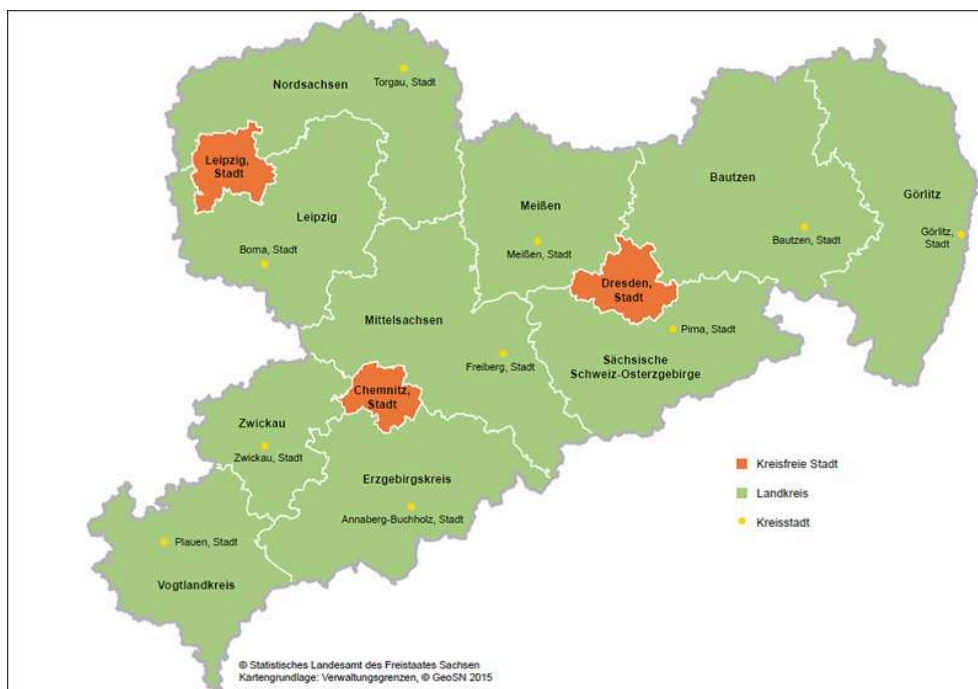 Nordsachsen
Torgau, Stadt
Leipzig,
Stadt
Leipzig
Borna, Stadt
Meißen
Meißen, Stadt
Bautzen
Bautzen, Stadt
Görlitz
Görlitz,
Stadt
Dresden,
Stadt
Mittelsachsen
Freiberg, Stadt
Pirna, Stadt
Sächsische
Schweiz-Osterzgebirge
Chemnitz,
Stadt
Zwickau
Zwickau, Stadt
Erzgebirgskreis
Annaberg-Buchholz, Stadt
Plauen, Stadt
Vogtlandkreis
Kreisfreie Stadt
Landkreis
Kreisstadt
© Statistisches Landesamt des Freistaates Sachsen
Kartengrundlage: Verwaltungsgrenzen, © GeoSN 2015